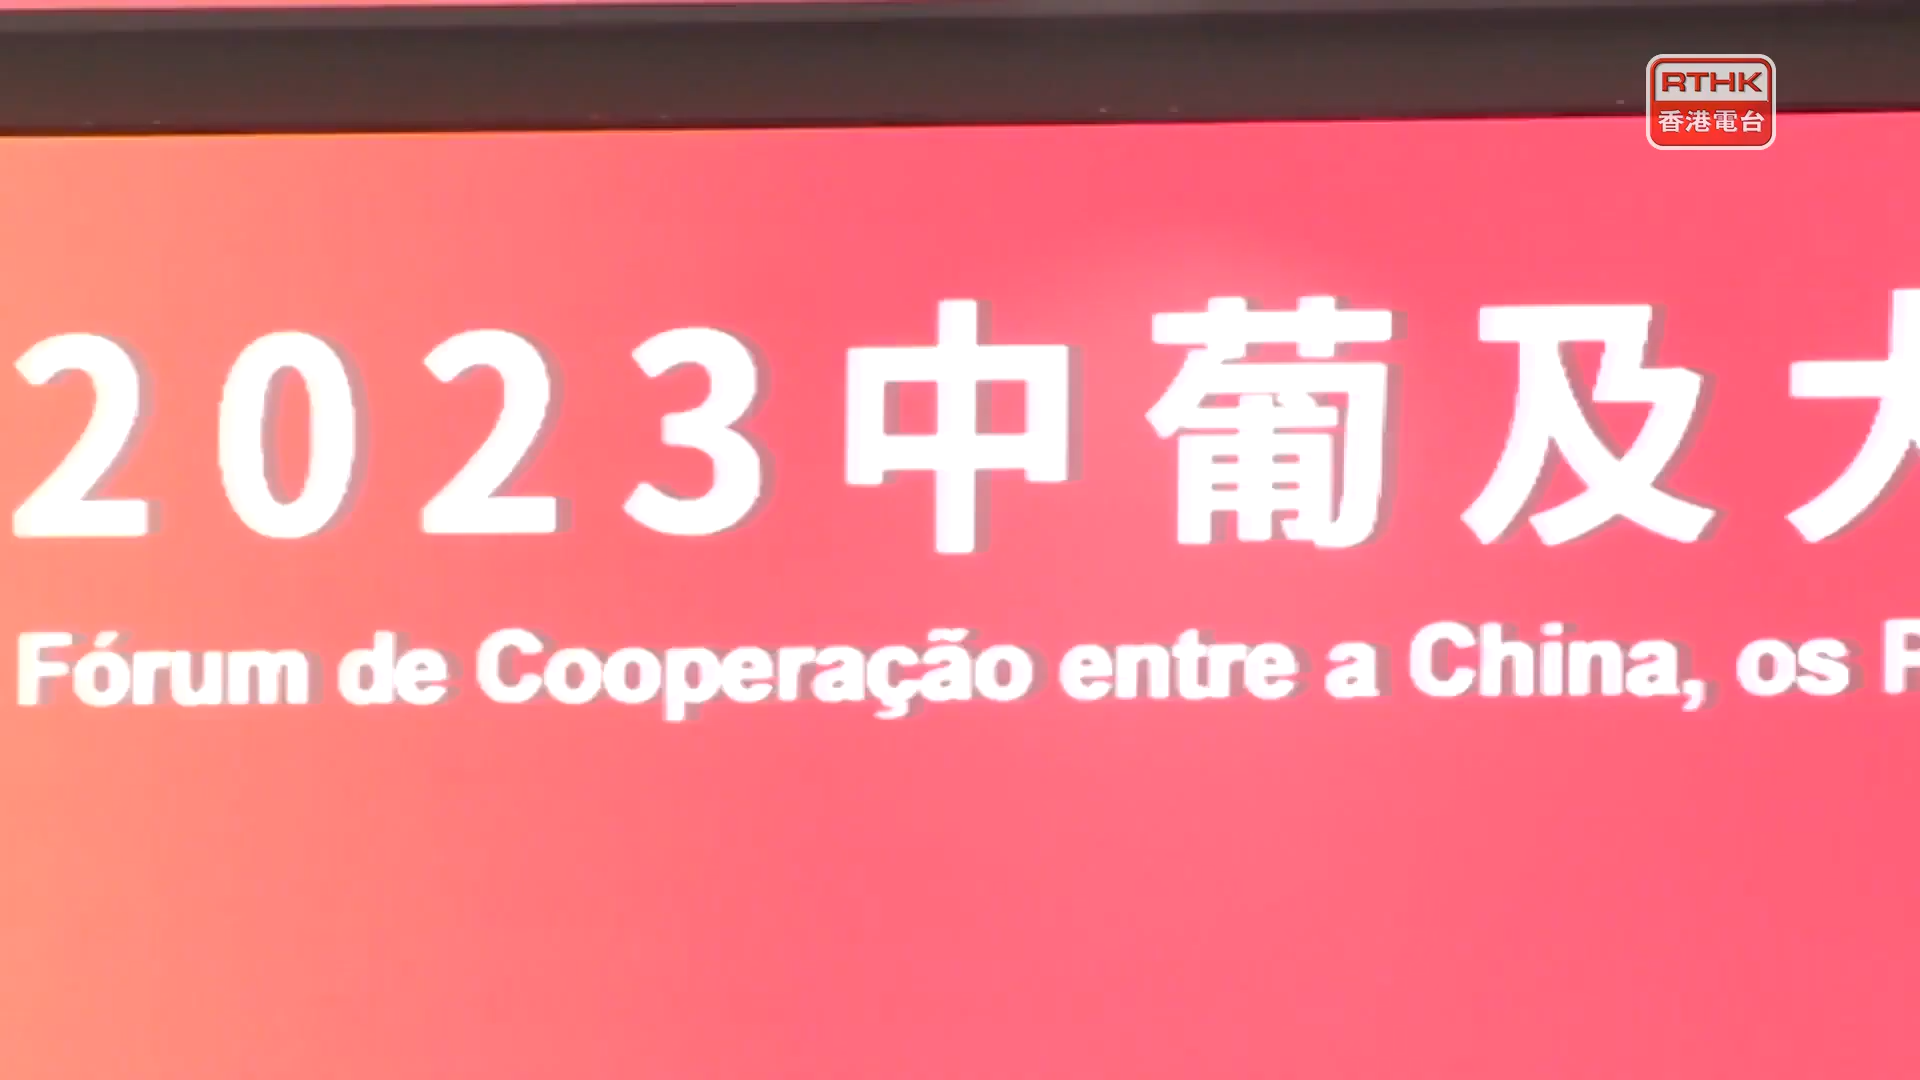 RTHK
香港電台
2023中葡及
Fórum de Cooperação entre a China, os